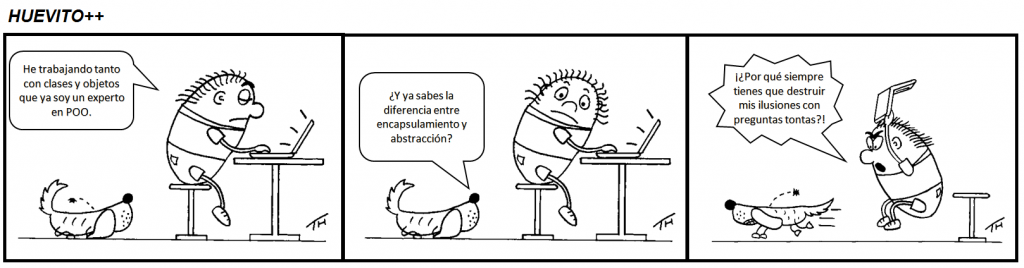 HUEVITO++
He trabajando tanto
con clases y objetos
que ya soy un experto
en POO.
¿Y ya sabes la
diferencia entre
encapsulamiento y
abstracción?
¡¿Por qué siempre
tienes que destruir
mis ilusiones con
preguntas tontas?!
TH
TH
TH